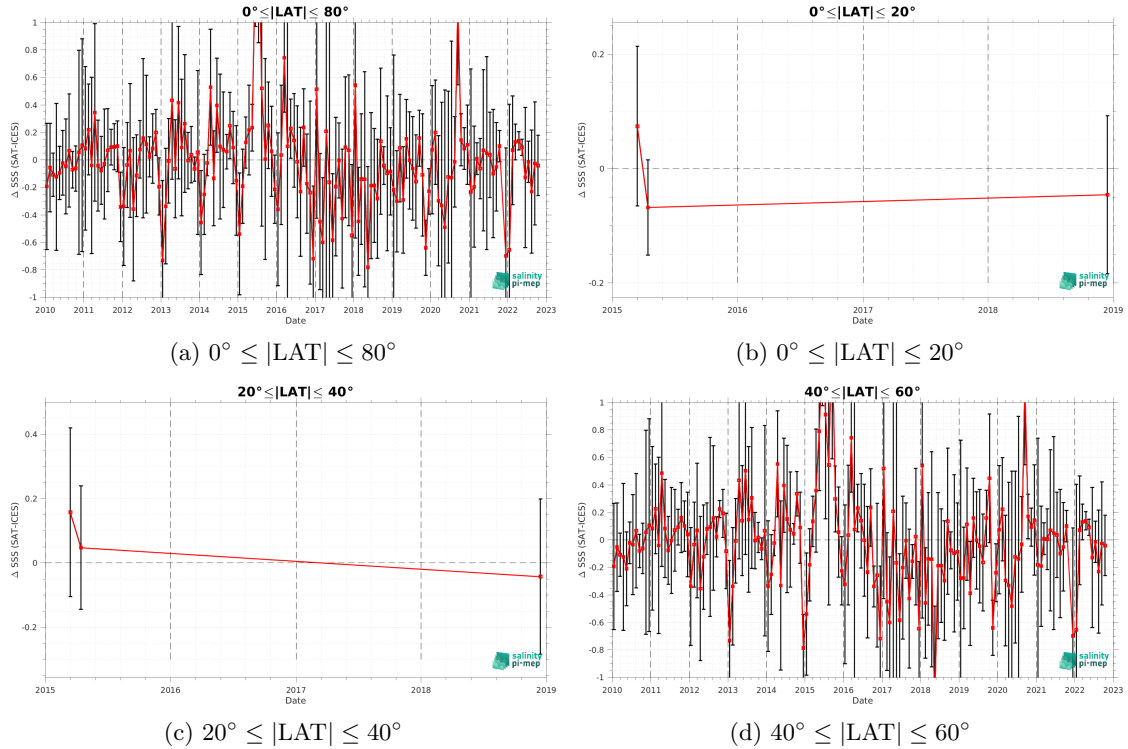 0°≤|LAT|≤ 80°
Δ SSS (SAT-ICES)
1
0.8
0.6
0.4
0.2
0
-0.2
-0.4
-0.6
-0.8
-1
2010 2011 2012 2013 2014 2015 2016 2017 2018 2019 2020 2021 2022 2023
Date
salinity
pi-mep
(a) 0° ≤ |LAT| ≤ 80°
0°≤|LAT|≤ 20°
Δ SSS (SAT-ICES)
0.2
0
-0.2
2015 2016 2017 2018 2019
Date
salinity
pi-mep
(b) 0° ≤ |LAT| ≤ 20°
20°≤|LAT|≤ 40°
Δ SSS (SAT-ICES)
0.4
0.2
0
-0.2
2015 2016 2017 2018 2019
Date
salinity
pi-mep
(c) 20° ≤ |LAT| ≤ 40°
40°≤|LAT|≤ 60°
Δ SSS (SAT-ICES)
1
0.8
0.6
0.4
0.2
0
-0.2
-0.4
-0.6
-0.8
-1
2010 2011 2012 2013 2014 2015 2016 2017 2018 2019 2020 2021 2022 2023
Date
salinity
pi-mep
(d) 40° ≤ |LAT| ≤ 60°